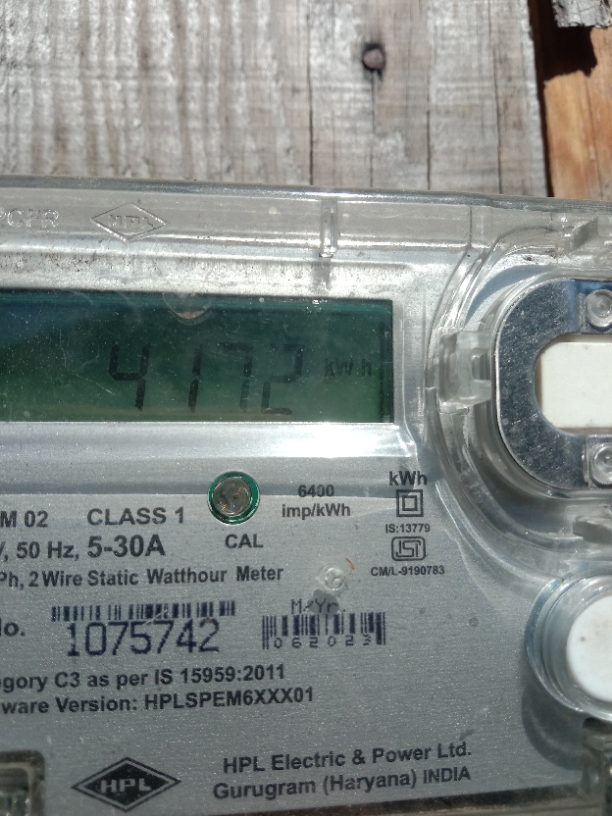 HPL
4172 kWh
kWh
6400
imp/kWh
IS:13779
M 02 CLASS 1
CAL
, 50 Hz, 5-30A
ISI
CM/L-9190783
Ph, 2 Wire Static Watthour Meter
M/Yr.
o. 1075742
062023
egory C3 as per IS 15959:2011
ware Version: HPLSPEM6XXX01
HPL
HPL Electric & Power Ltd.
Gurugram (Haryana) INDIA